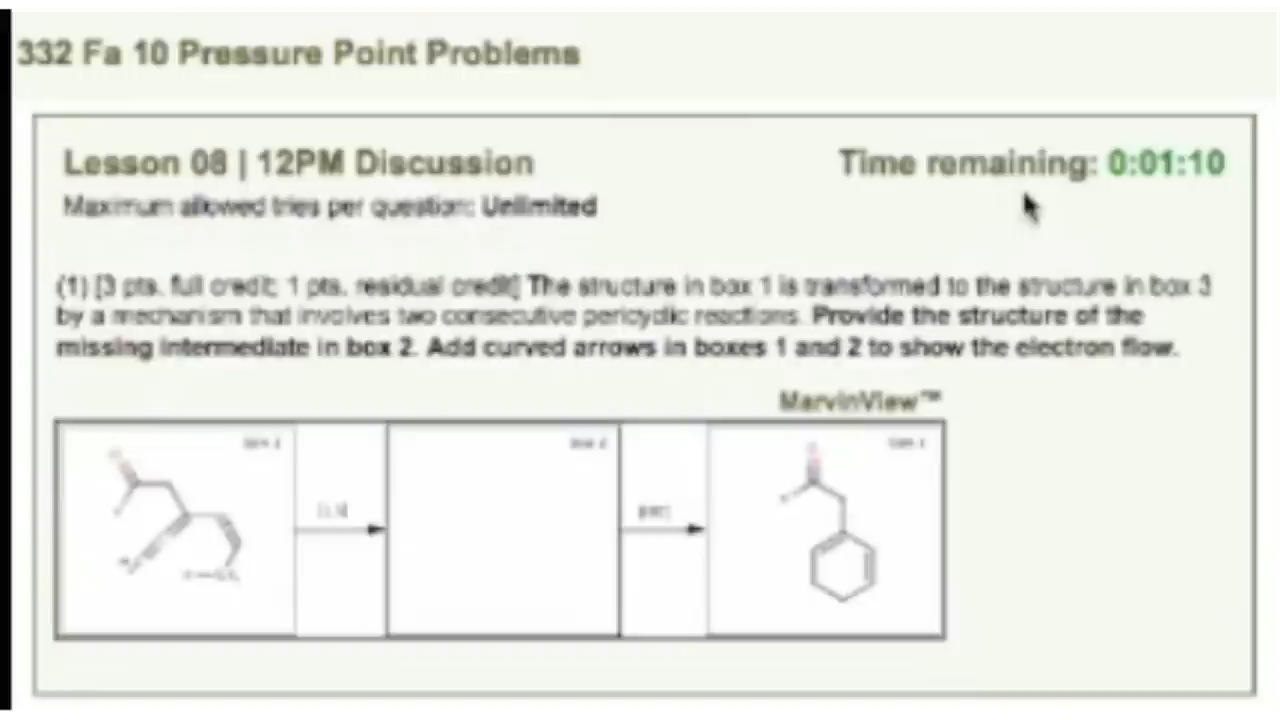 332 Fa 10 Pressure Point Problems
Lesson 08 | 12PM Discussion
Time remaining: 0:01:10
Maximum allowed tries per question: Unlimited
(1) [3 pts. full credit; 1 pts. residual credit] The structure in box 1 is transformed to the structure in box 3
by a mechanism that involves two consecutive pericyclic reactions. Provide the structure of the
missing intermediate in box 2. Add curved arrows in boxes 1 and 2 to show the electron flow.
MarvinView™